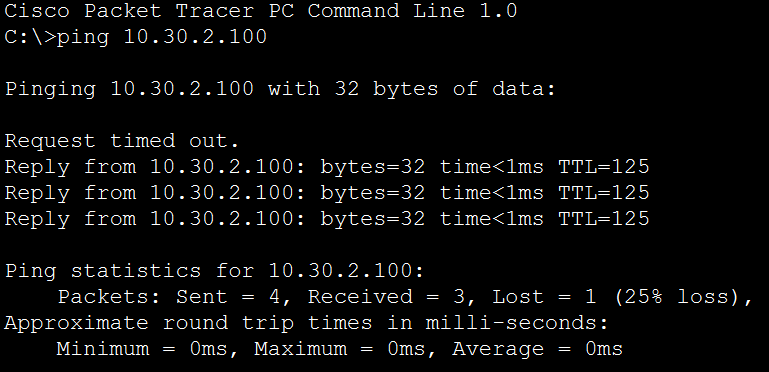 Cisco Packet Tracer PC Command Line 1.0
C:\>ping 10.30.2.100
Pinging 10.30.2.100 with 32 bytes of data:
Request timed out.
Reply from 10.30.2.100: bytes=32 time<1ms TTL=125
Reply from 10.30.2.100: bytes=32 time<1ms TTL=125
Reply from 10.30.2.100: bytes=32 time<1ms TTL=125
Ping statistics for 10.30.2.100:
Packets: Sent = 4, Received = 3, Lost = 1 (25% loss),
Approximate round trip times in milli-seconds:
Minimum = 0ms, Maximum = 0ms, Average = 0ms